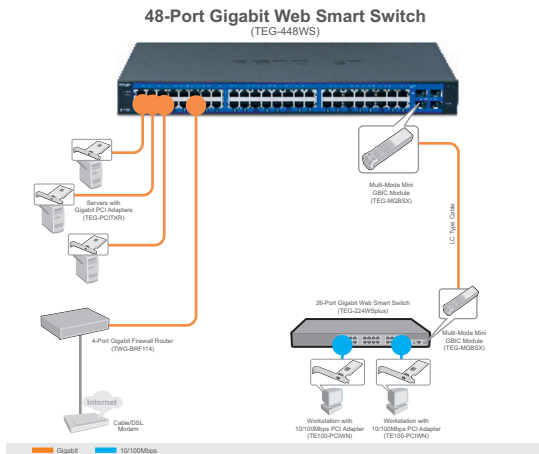 48-Port Gigabit Web Smart Switch
(TEG-448WS)
Multi-Mode Mini
GBIC Module
(TEG-MGBSX)
Servers with
Gigabit PCI Adapters
(TEG-PCITXR)
LC Type Cable
26-Port Gigabit Web Smart Switch
(TEG-224WSplus)
4-Port Gigabit Firewall Router
(TWG-BRF114)
Multi-Mode Mini
GBIC Module
(TEG-MGBSX)
Internet
Cable/DSL
Modem
Workstation with
10/100Mbps PCI Adapter
(TE100-PCIWN)
Workstation with
10/100Mbps PCI Adapter
(TE100-PCIWN)
Gigabit
10/100Mbps